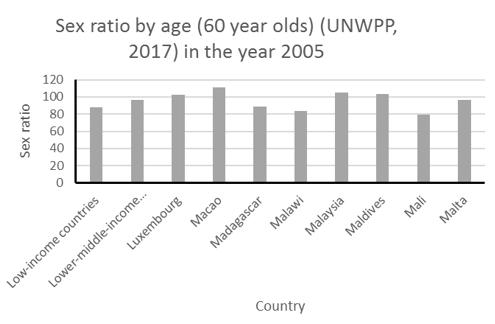 Sex ratio by age (60 year olds) (UNWPP,
2017) in the year 2005
120
100
80
60
40
20
0
Sex ratio
Low-income countries
Lower-middle-income...
Luxembourg
Macao
Madagascar
Malawi
Malaysia
Maldives
Mali
Malta
Country